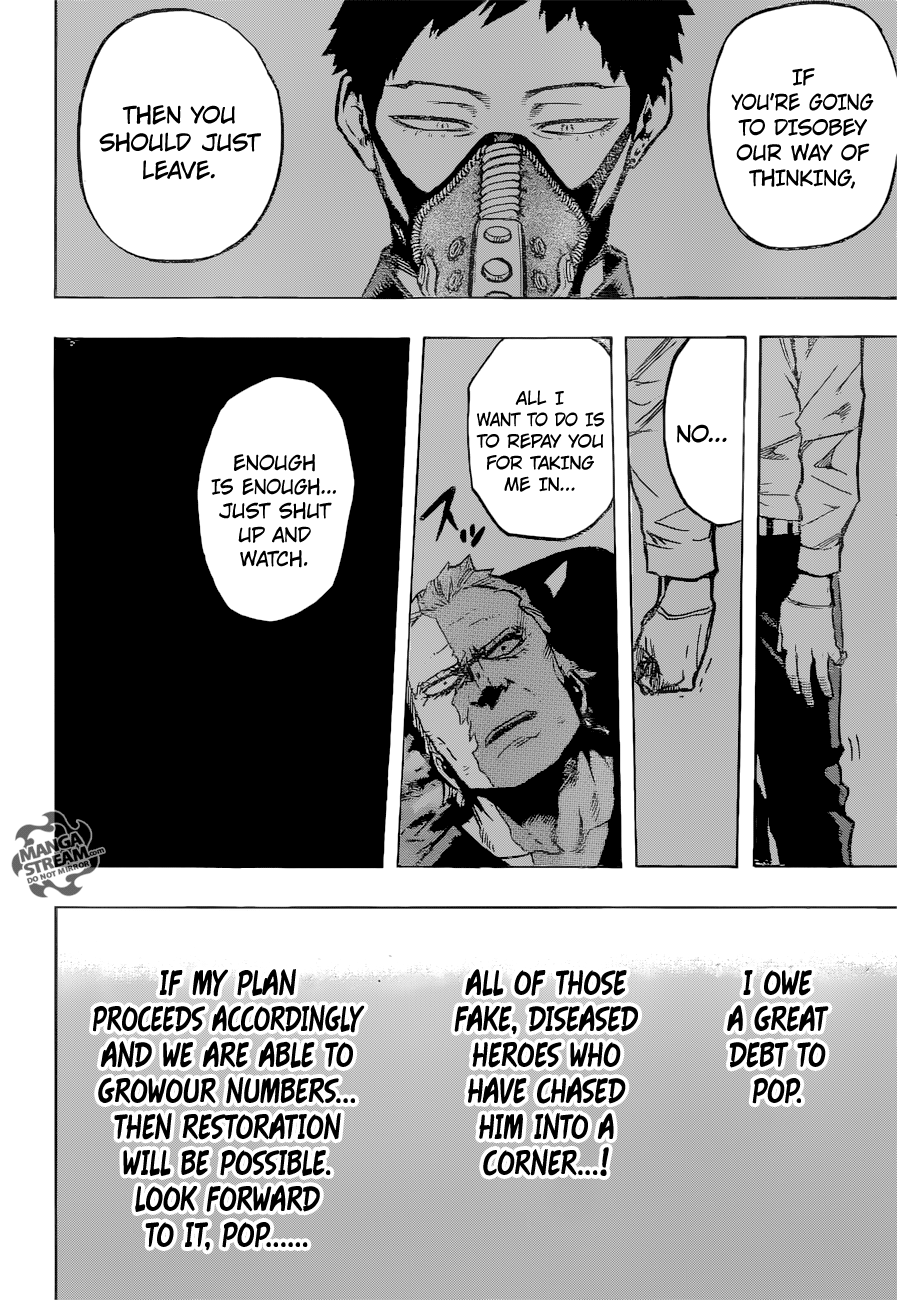 IF
YOU'RE GOING
TO DISOBEY
OUR WAY OF
THINKING,
THEN YOU
SHOULD JUST
LEAVE.
NO...
ALL I
WANT TO DO IS
TO REPAY YOU
FOR TAKING
ME IN...
スッ
ENOUGH
IS ENOUGH...
JUST SHUT
UP AND
WATCH.
MANGA
STREAM.com
DO NOT MIRROR
I OWE
A GREAT
DEBT TO
POP.
ALL OF THOSE
FAKE, DISEASED
HEROES WHO
HAVE CHASED
HIM INTO A
CORNER...!
IF MY PLAN
PROCEEDS ACCORDINGLY
AND WE ARE ABLE TO
GROWOUR NUMBERS...
THEN RESTORATION
WILL BE POSSIBLE.
LOOK FORWARD
TO IT, POP......